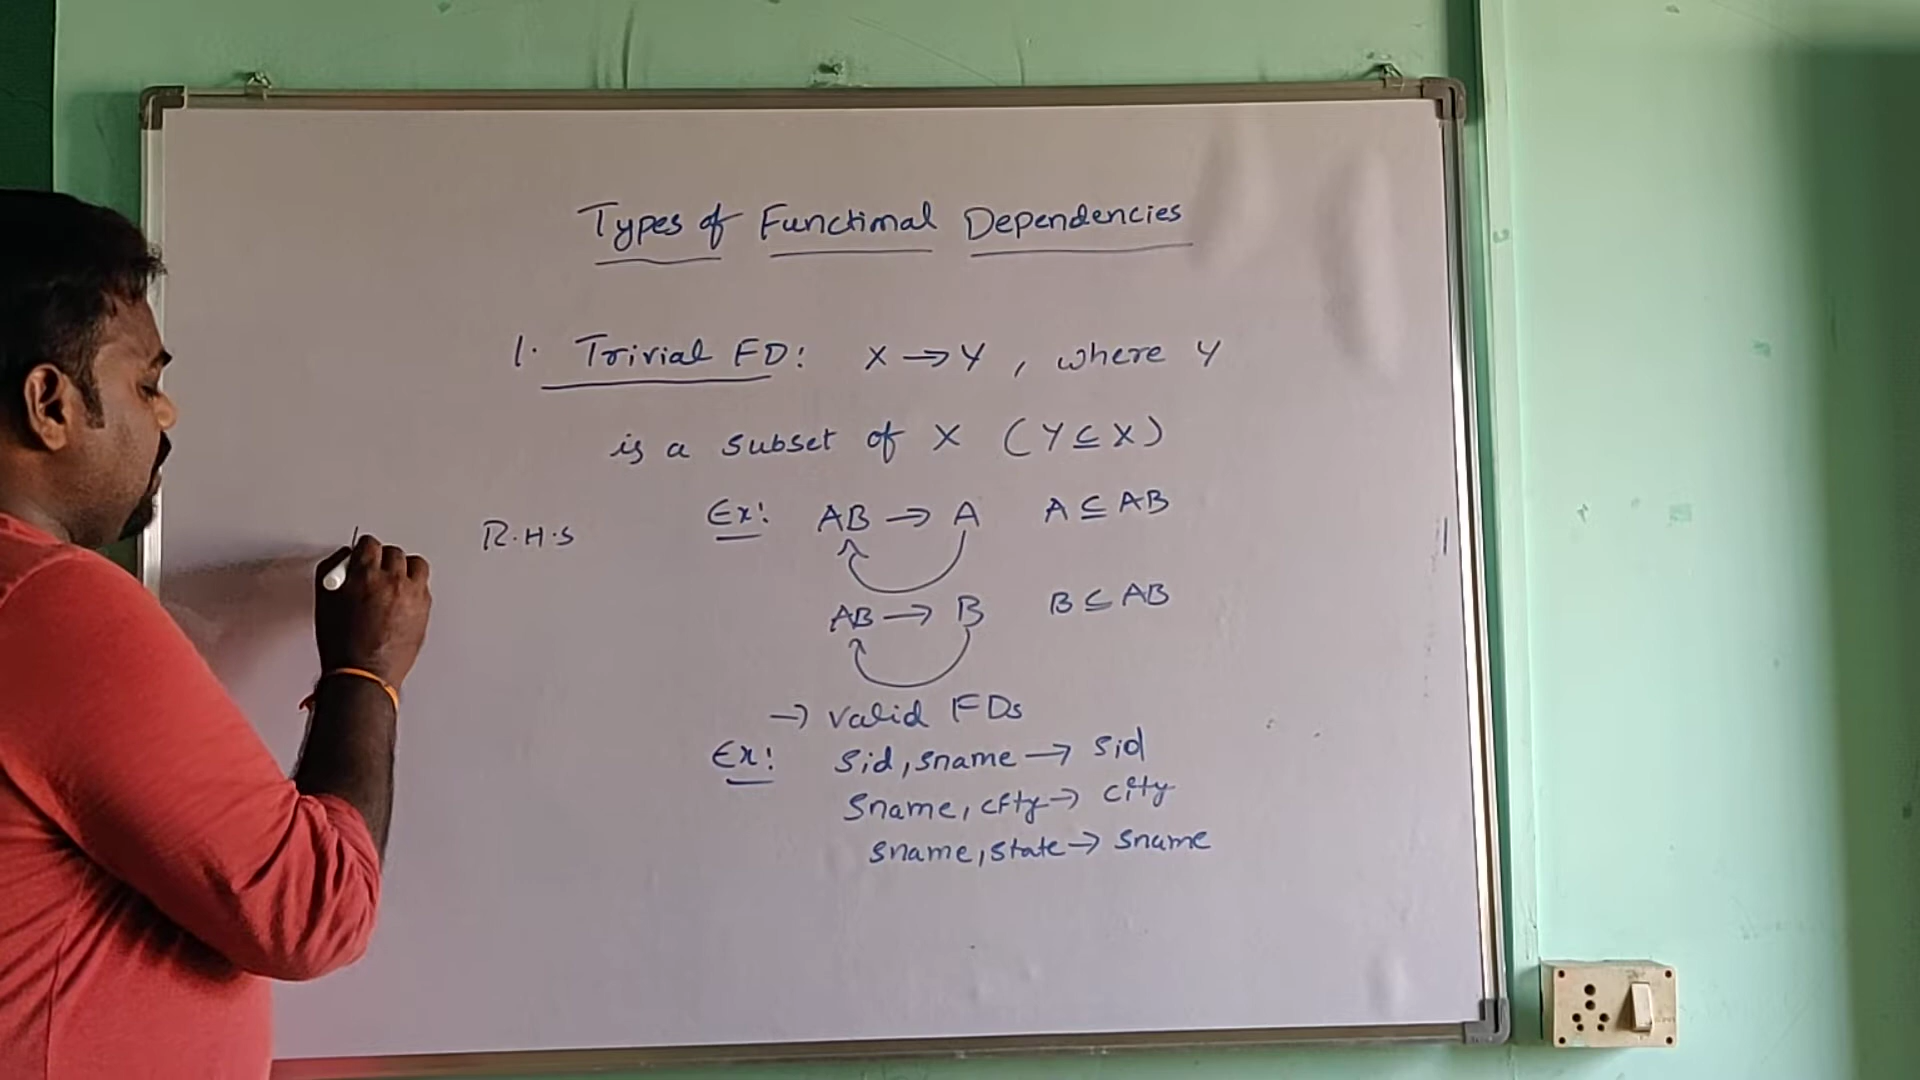 Types of Functional Dependencies
1. Trivial FD: X → Y, where Y
is a subset of X (Y ⊆ X)
Ex: AB → A A ⊆ AB
R.H.S
AB → B B ⊆ AB
→ Valid FDs
Ex: Sid, Sname → Sid
Sname, city → city
Sname, state → Sname